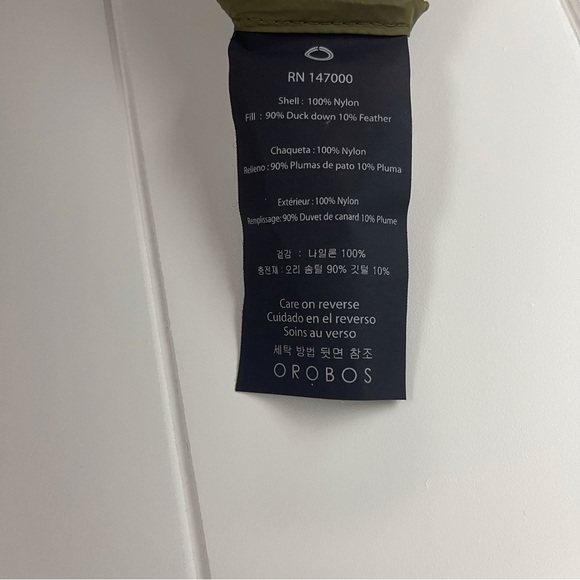 RN 147000
Shell : 100% Nylon
Fill : 90% Duck down 10% Feather
Chaqueta : 100% Nylon
Relleno : 90% Plumas de pato 10% Pluma
Extérieur : 100% Nylon
Remplissage: 90% Duvet de canard 10% Plume
겉감 : 나일론 100%
충전재 : 오리 솜털 90% 깃털 10%
Care on reverse
Cuidado en el reverso
Soins au verso
세탁 방법 뒷면 참조
OROBOS